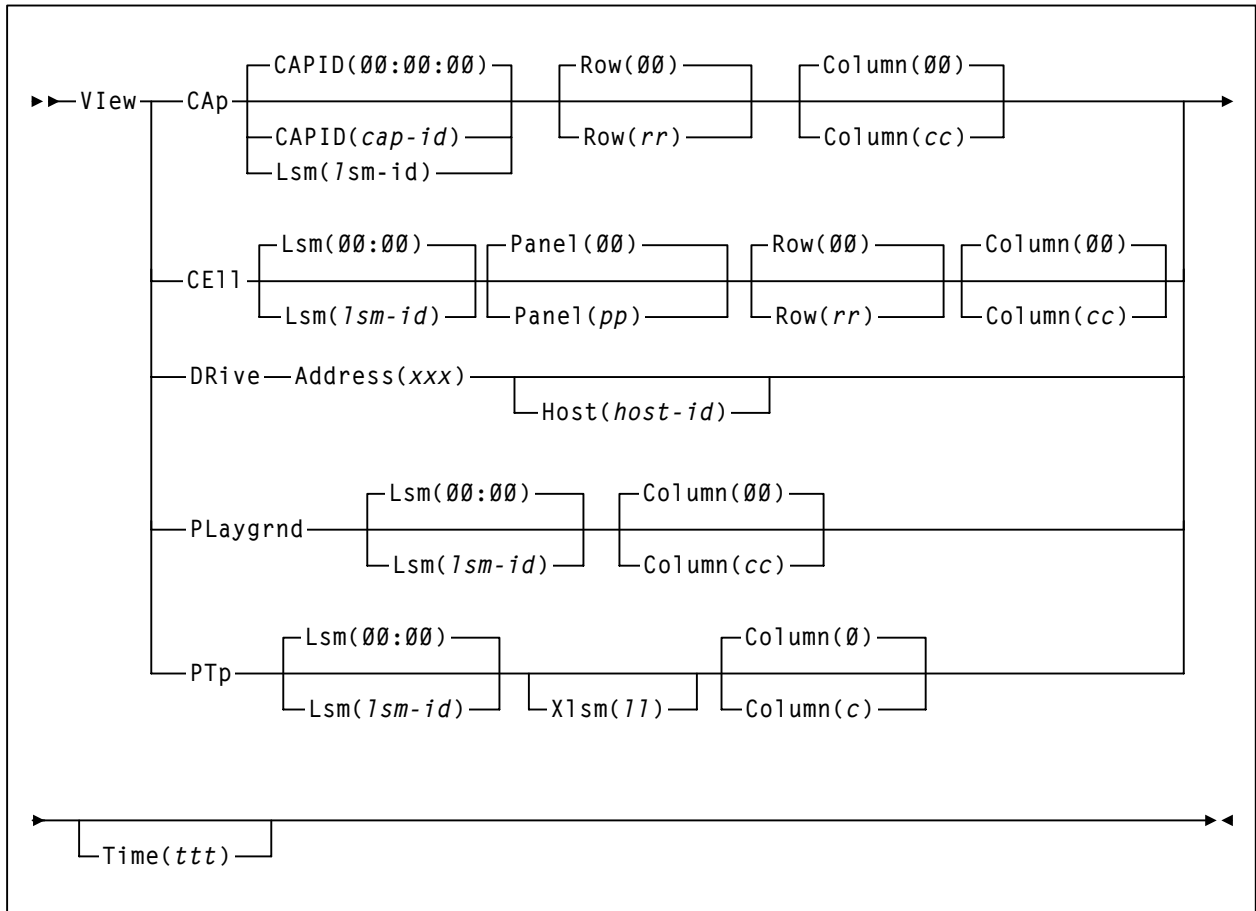 CAPID(00:00:00) Row(00) Column(00)
VIew CAp
CAPID(cap-id) Row(rr) Column(cc)
Lsm(lsm-id)
Lsm(00:00) Panel(00) Row(00) Column(00)
CEll
Lsm(lsm-id) Panel(pp) Row(rr) Column(cc)
DRive Address(xxx)
Host(host-id)
Lsm(00:00) Column(00)
PLaygrnd
Lsm(lsm-id) Column(cc)
Lsm(00:00) Column(0)
PTp
Lsm(lsm-id) Xlsm(ll) Column(c)
Time(ttt)